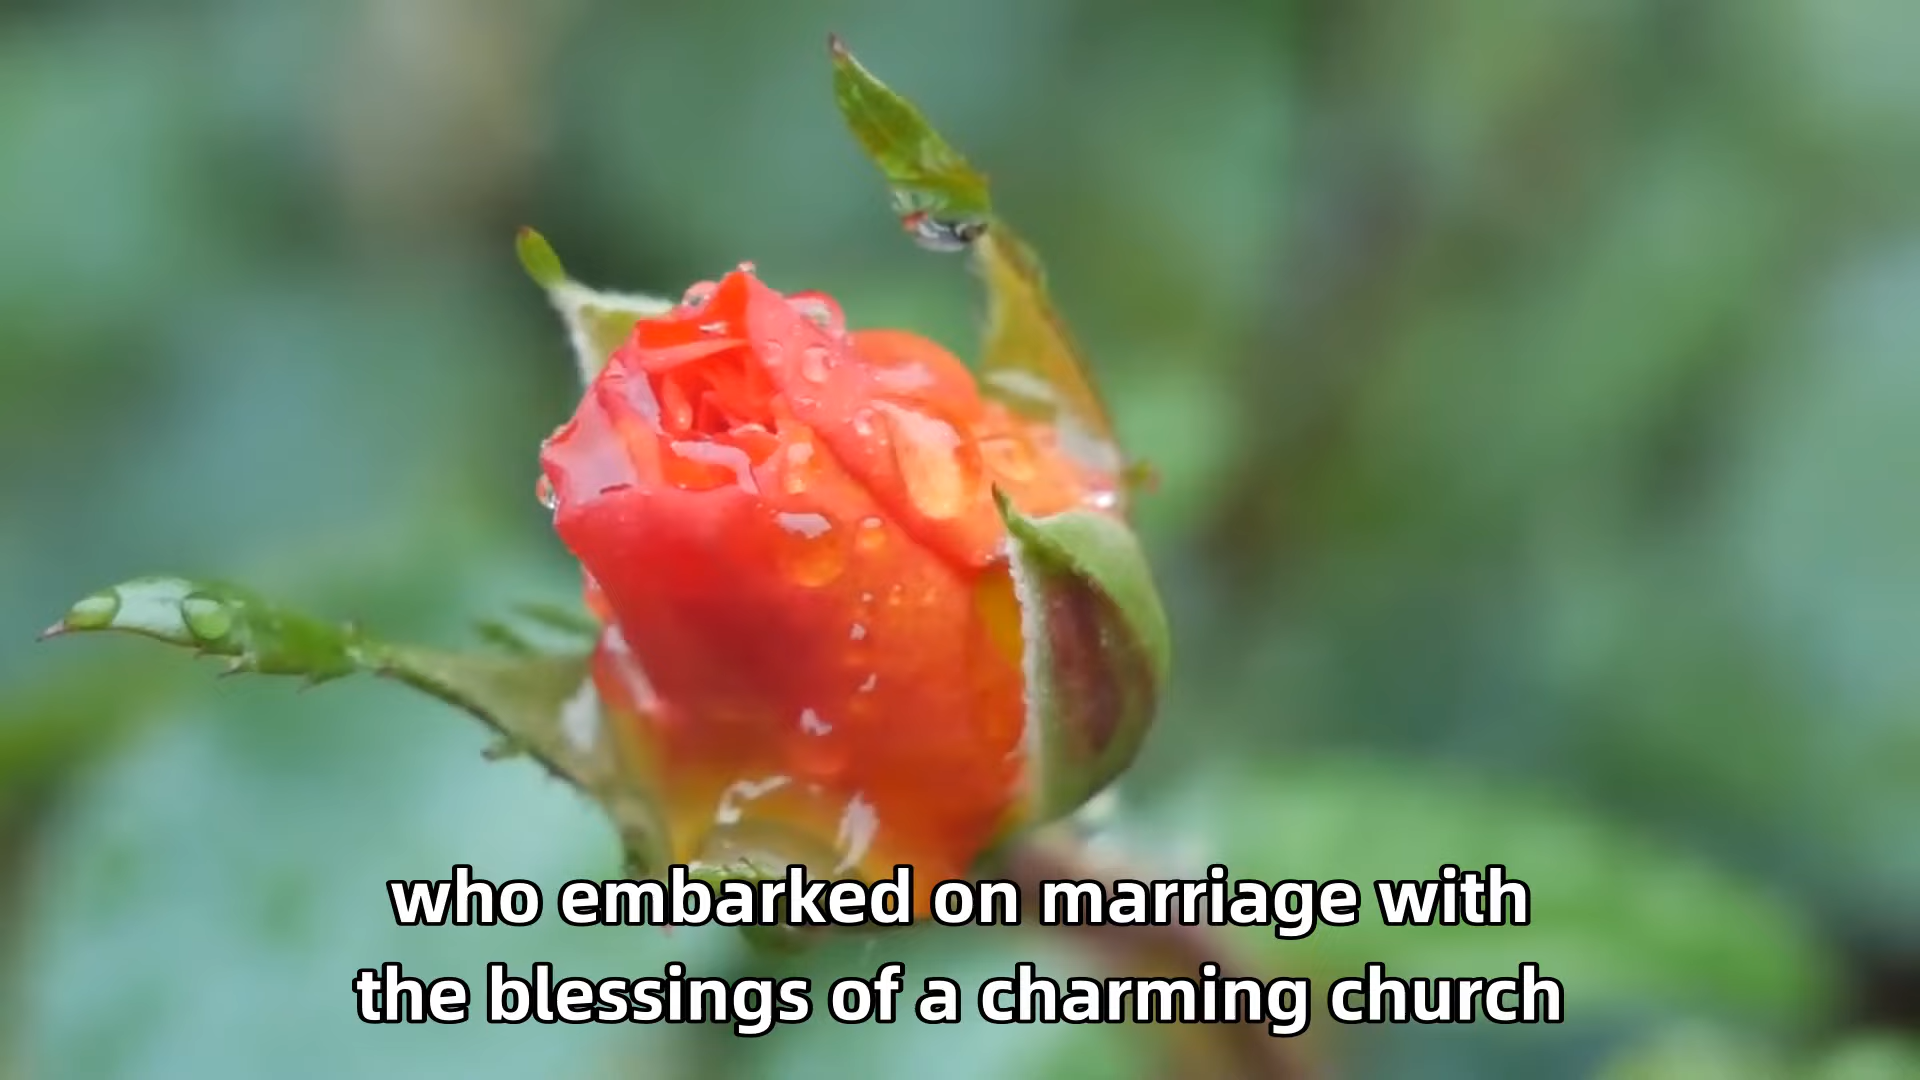 who embarked on marriage with
the blessings of a charming church